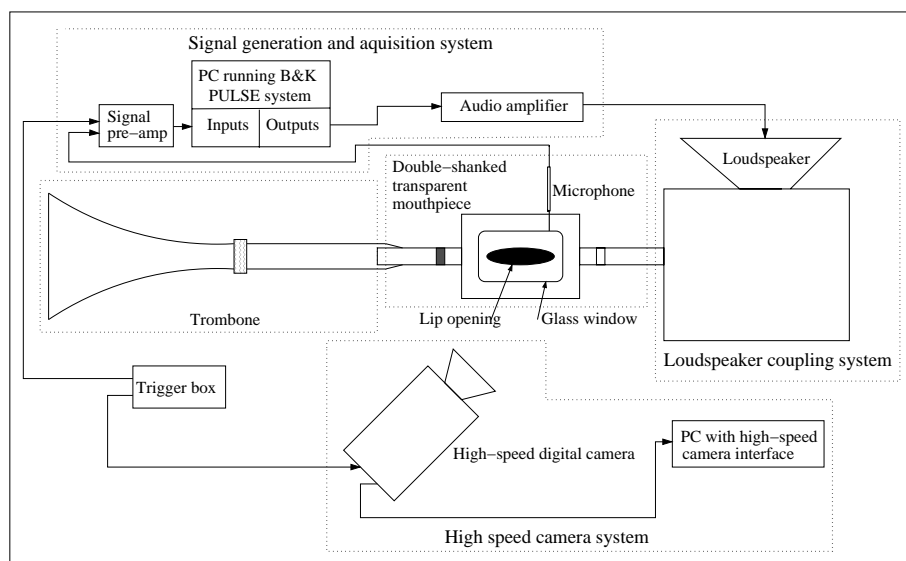 Signal generation and aquisition system
PC running B&K
PULSE system
Signal
pre−amp
Inputs
Outputs
Audio amplifier
Loudspeaker
Double−shanked
transparent
mouthpiece
Microphone
Trombone
Lip opening
Glass window
Loudspeaker coupling system
Trigger box
High−speed digital camera
PC with high−speed
camera interface
High speed camera system